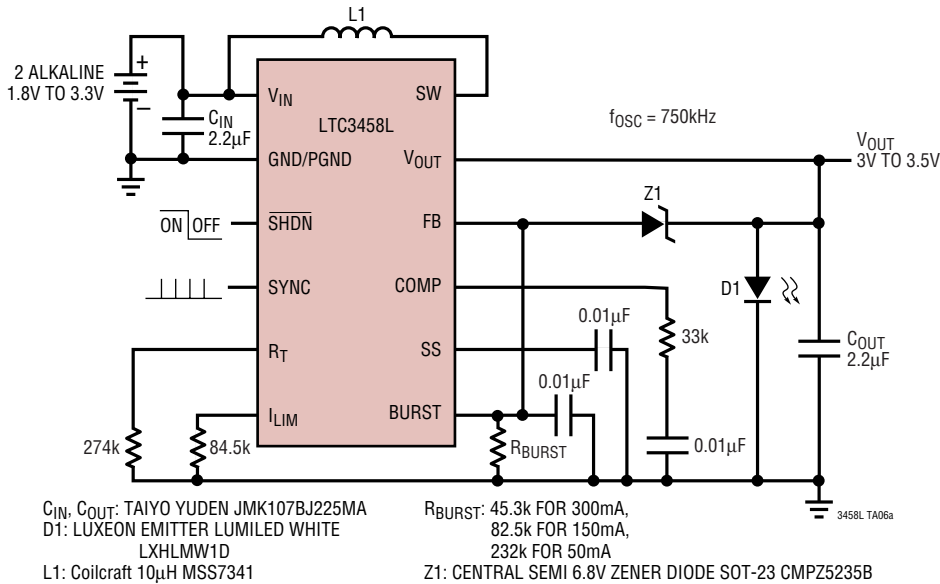 L1
2 ALKALINE
1.8V TO 3.3V
+
–
CIN
2.2µF
VIN
SW
LTC3458L
fOSC = 750kHz
GND/PGND
VOUT
VOUT
3V TO 3.5V
Z1
ON OFF
SHDN
FB
SYNC
COMP
D1
0.01µF
33k
COUT
2.2µF
RT
SS
0.01µF
ILIM
BURST
274k
84.5k
RBURST
0.01µF
3458L TA06a
CIN, COUT: TAIYO YUDEN JMK107BJ225MA
D1: LUXEON EMITTER LUMILED WHITE
LXHLMW1D
L1: Coilcraft 10µH MSS7341
RBURST: 45.3k FOR 300mA,
82.5k FOR 150mA,
232k FOR 50mA
Z1: CENTRAL SEMI 6.8V ZENER DIODE SOT-23 CMPZ5235B